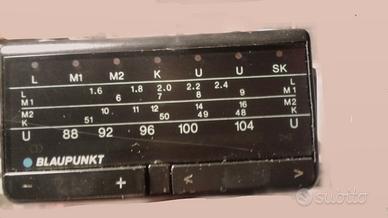 L M1 M2 K U U SK
L 1.6 1.8 2.0 2.2 2.4 L
M1 6 7 8 9 M1
M2 10 11 12 14 16 M2
K 51 50 49 48 K
U 88 92 96 100 104 U
BLAUPUNKT
− + < >
subito